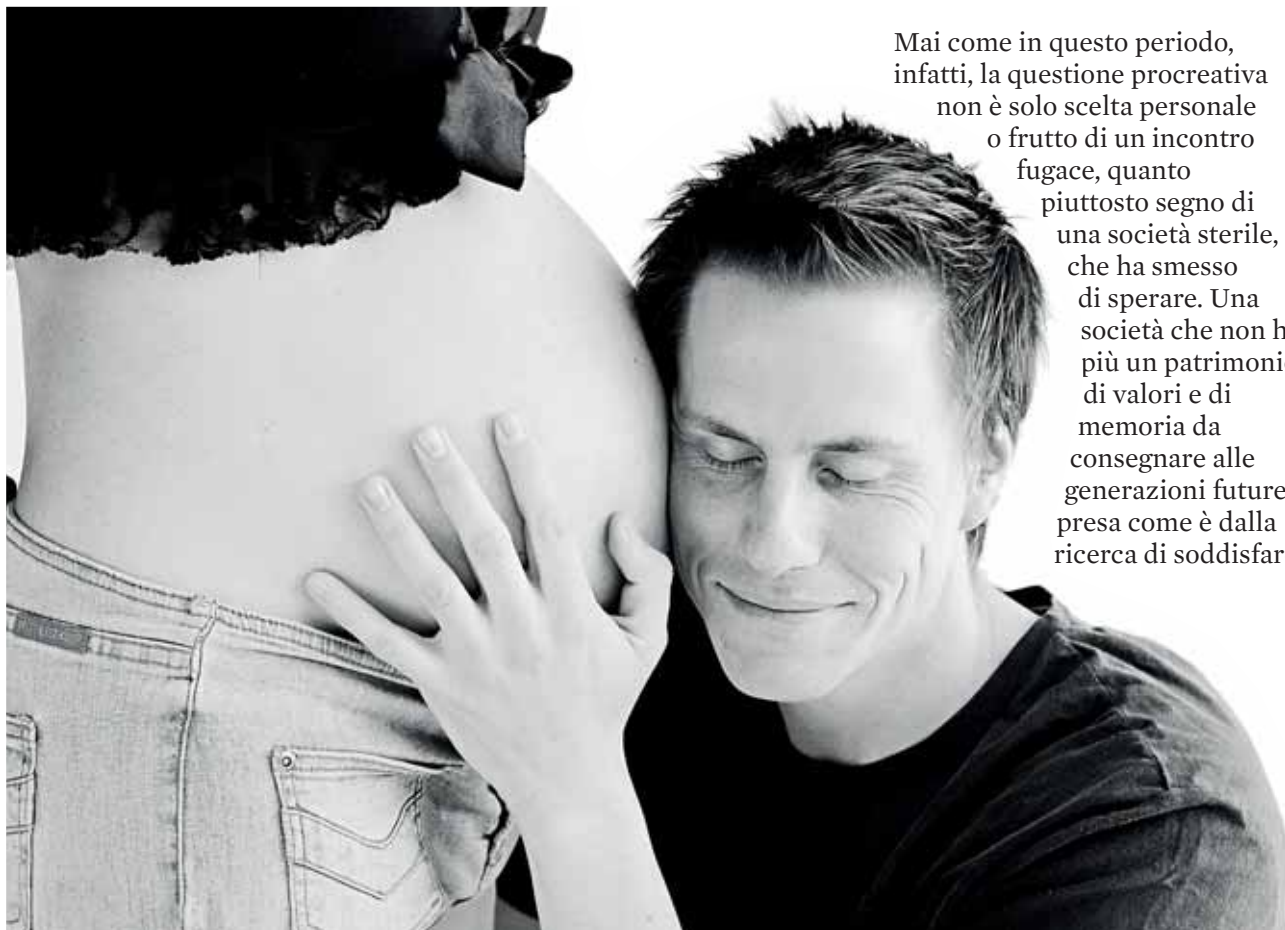 Mai come in questo periodo,
infatti, la questione procreativa
non è solo scelta personale
o frutto di un incontro
fugace, quanto
piuttosto segno di
una società sterile,
che ha smesso
di sperare. Una
società che non h
più un patrimoni
di valori e di
memoria da
consegnare alle
generazioni future
presa come è dalla
ricerca di soddisfar